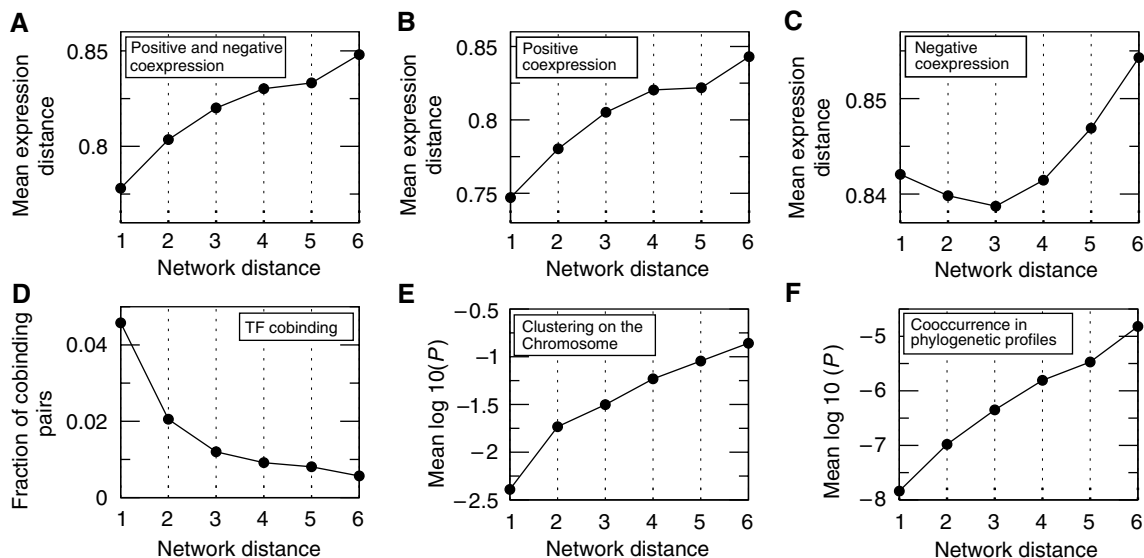 A
Positive and negative
coexpression
Mean expression
distance
0.85
0.8
1 2 3 4 5 6
Network distance
B
Positive
coexpression
Mean expression
distance
0.85
0.8
0.75
1 2 3 4 5 6
Network distance
C
Negative
coexpression
Mean expression
distance
0.85
0.84
1 2 3 4 5 6
Network distance
D
TF cobinding
Fraction of cobinding
pairs
0.04
0.02
0
1 2 3 4 5 6
Network distance
E
Clustering on the
Chromosome
Mean log 10(P)
−0.5
−1
−1.5
−2
−2.5
1 2 3 4 5 6
Network distance
F
Cooccurrence in
phylogenetic profiles
Mean log 10 (P)
−5
−6
−7
−8
1 2 3 4 5 6
Network distance